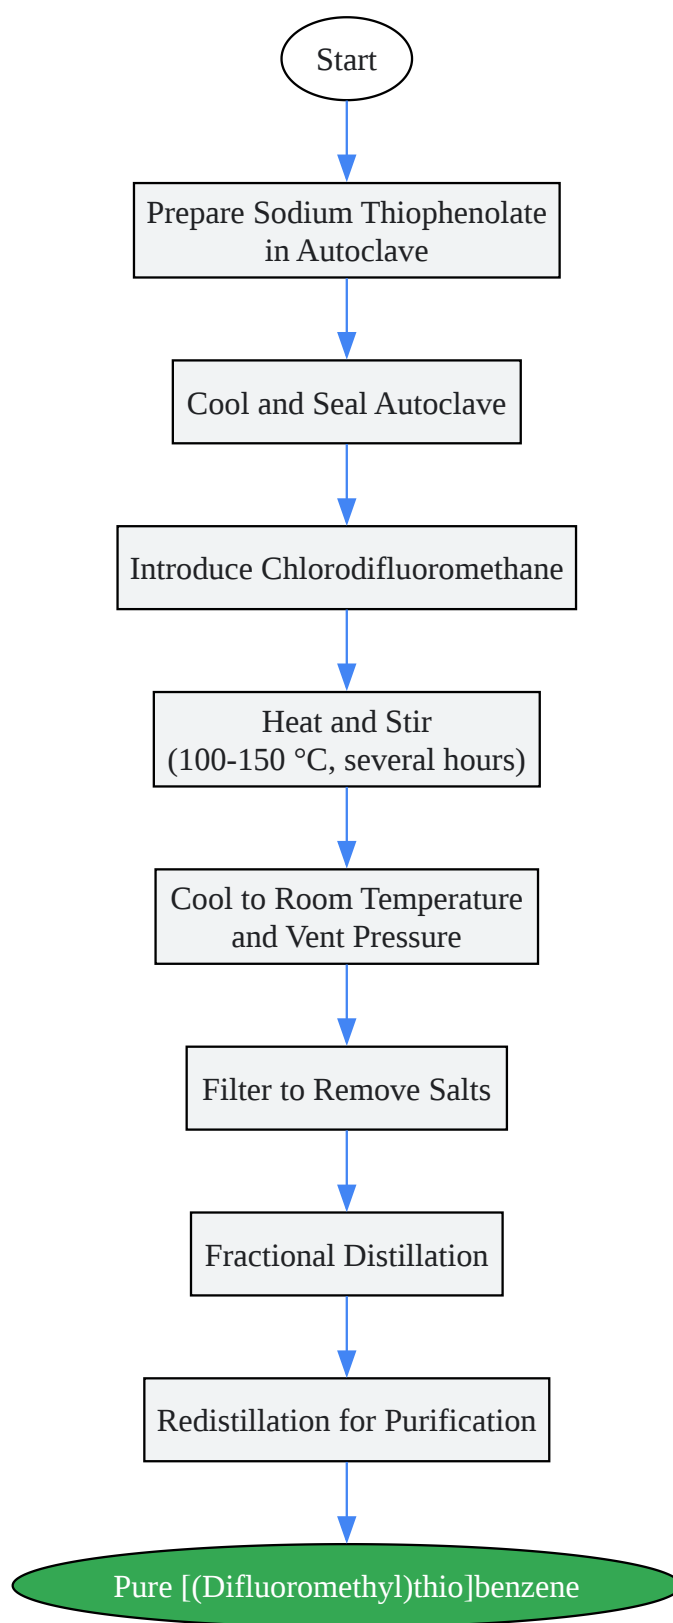 Start
Prepare Sodium Thiophenolate
in Autoclave
Cool and Seal Autoclave
Introduce Chlorodifluoromethane
Heat and Stir
(100-150 °C, several hours)
Cool to Room Temperature
and Vent Pressure
Filter to Remove Salts
Fractional Distillation
Redistillation for Purification
Pure [(Difluoromethyl)thio]benzene